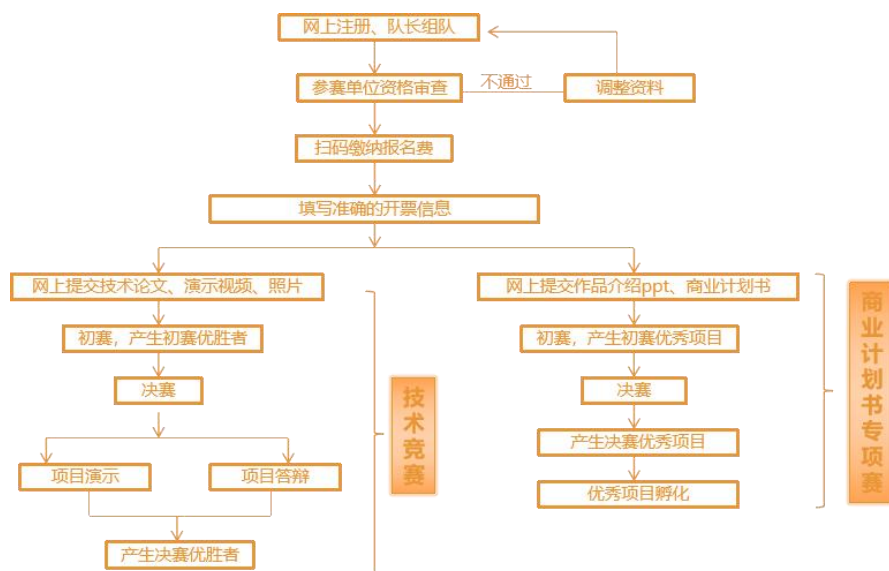 网上注册、队长组队
参赛单位资格审查
不通过
调整资料
扫码缴纳报名费
填写准确的开票信息
网上提交技术论文、演示视频、照片
初赛，产生初赛优胜者
决赛
项目演示
项目答辩
产生决赛优胜者
技术竞赛
网上提交作品介绍ppt、商业计划书
初赛，产生初赛优秀项目
决赛
产生决赛优秀项目
优秀项目孵化
商业计划书专项赛